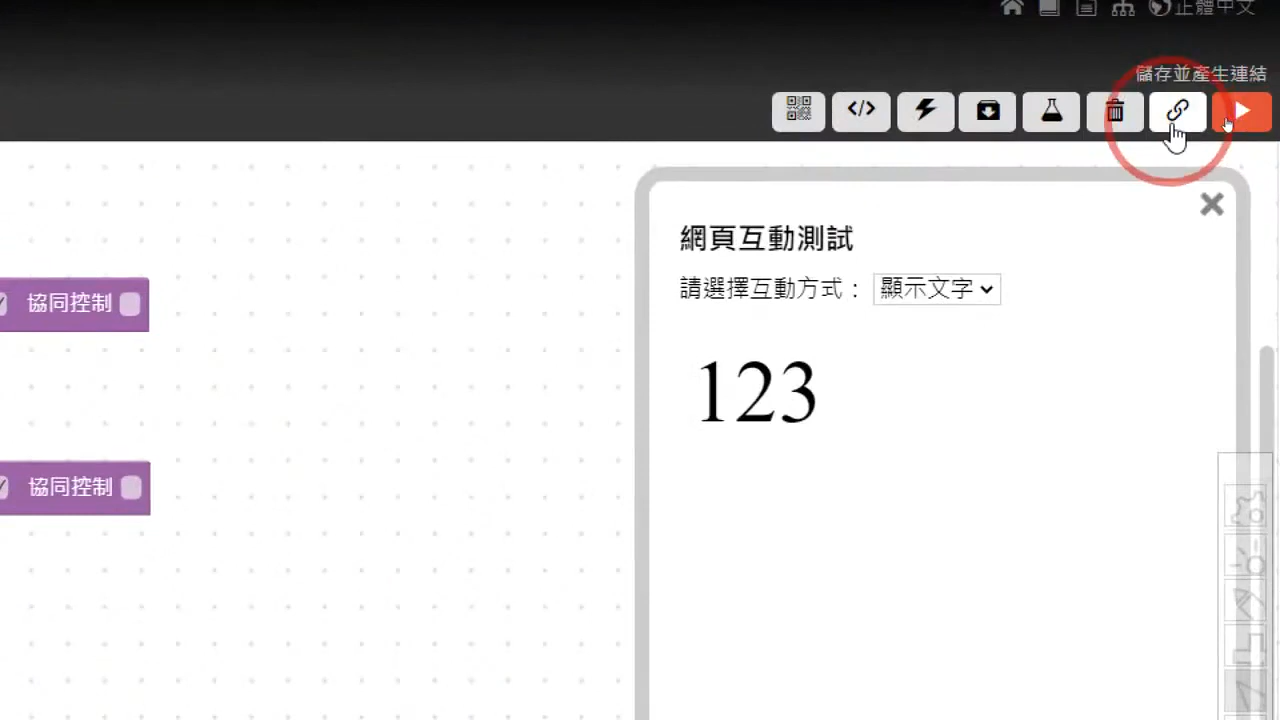 正體中文
儲存並產生連結
網頁互動測試
請選擇互動方式： 顯示文字
協同控制
123
協同控制